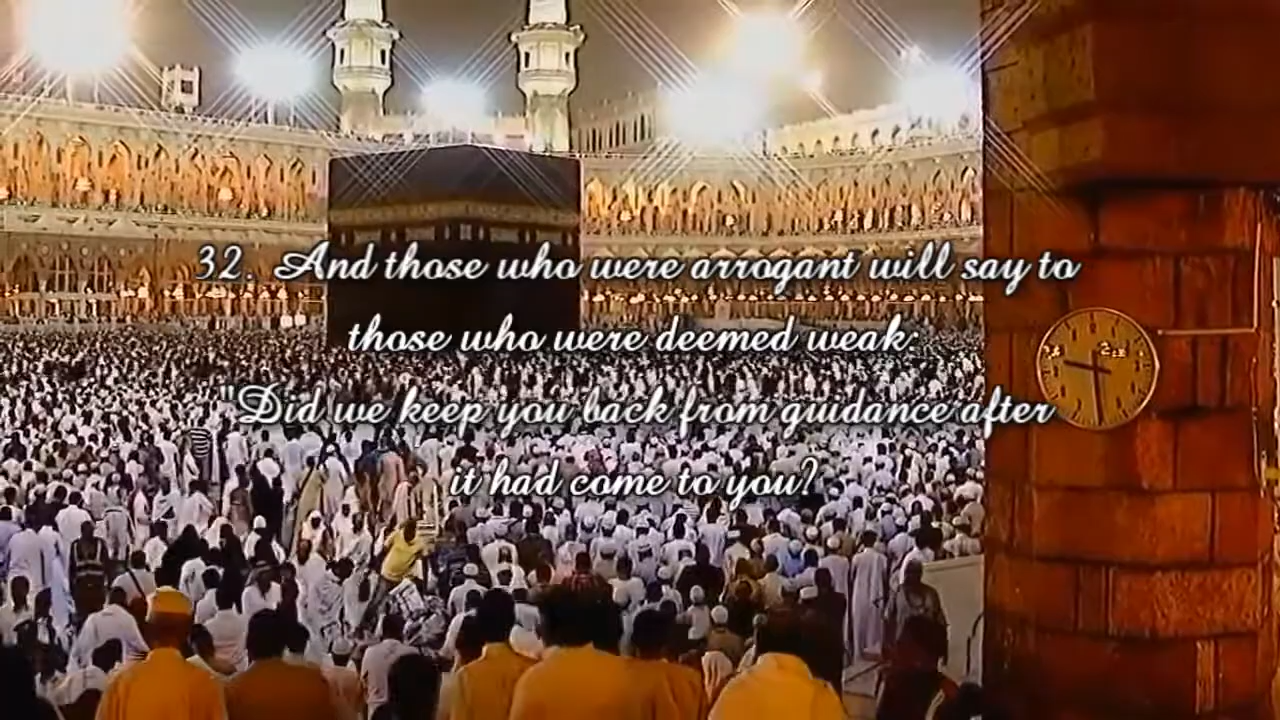 32. And those who were arrogant will say to
those who were deemed weak:
"Did we keep you back from guidance after
it had come to you?